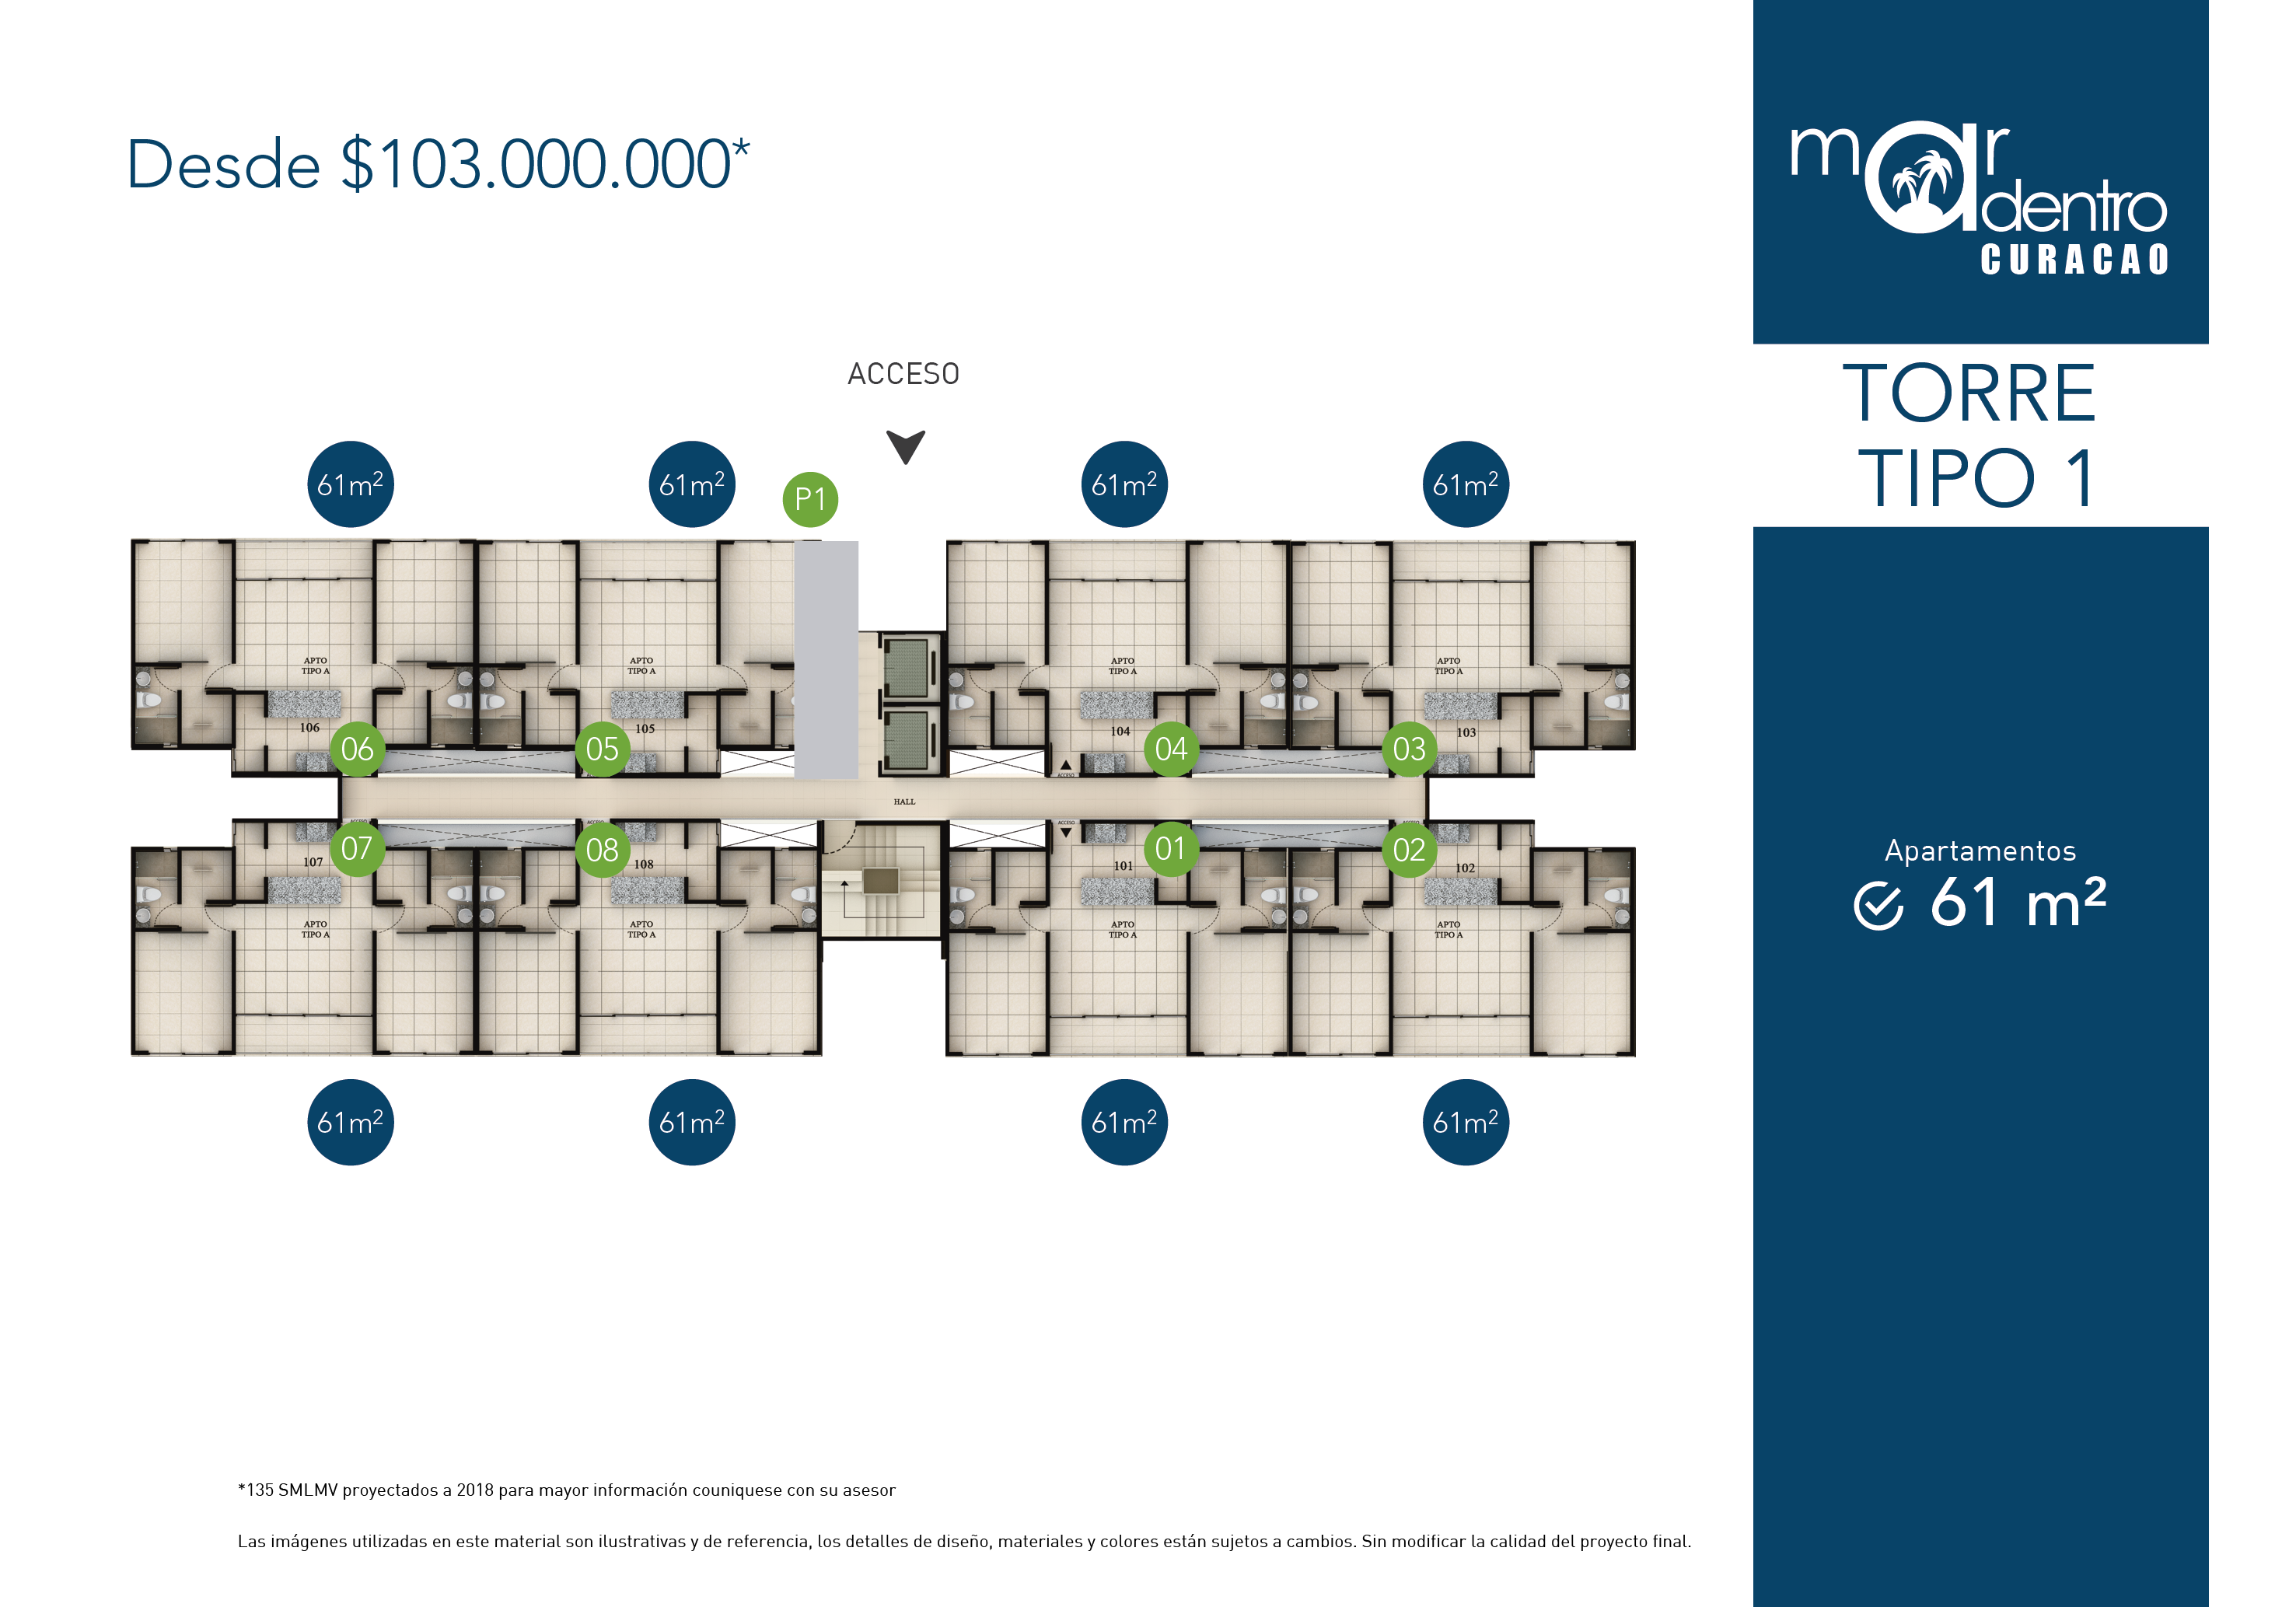 Desde $103.000.000*
mar
dentro
CURACAO
TORRE
TIPO 1
ACCESO
61m²
61m²
P1
61m²
61m²
APTO
TIPO A
APTO
TIPO A
APTO
TIPO A
APTO
TIPO A
106
105
104
103
06
05
04
03
ACCESO
HALL
ACCESO
ACCESO
ACCESO
07
08
01
02
107
108
101
102
APTO
TIPO A
APTO
TIPO A
APTO
TIPO A
APTO
TIPO A
61m²
61m²
61m²
61m²
Apartamentos
61 m²
*135 SMLMV proyectados a 2018 para mayor información couniquese con su asesor
Las imágenes utilizadas en este material son ilustrativas y de referencia, los detalles de diseño, materiales y colores están sujetos a cambios. Sin modificar la calidad del proyecto final.